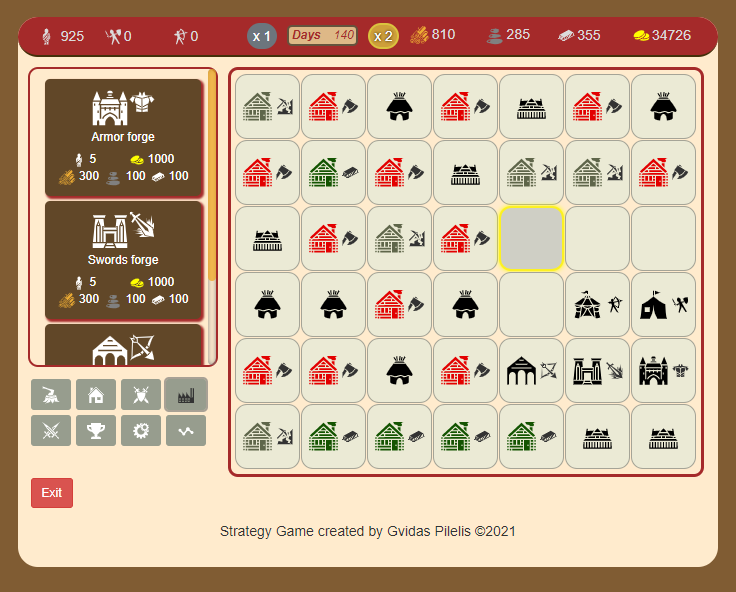 925 0 0 x 1 Days 140 x 2 810 285 355 34726
Armor forge
5 1000
300 100 100
Swords forge
5 1000
300 100 100
Exit
Strategy Game created by Gvidas Pilelis ©2021